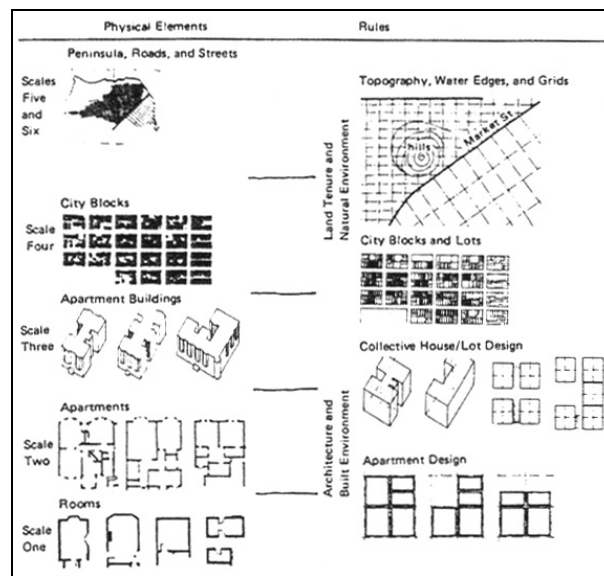 Physical Elements
Rules
Peninsula, Roads, and Streets
Scales
Five
and
Six
Topography, Water Edges, and Grids
hills
Market St.
Land Tenure and
Natural Environment
City Blocks
Scale
Four
City Blocks and Lots
Apartment Buildings
Scale
Three
Collective House/Lot Design
Architecture and
Built Environment
Apartments
Scale
Two
Apartment Design
Rooms
Scale
One